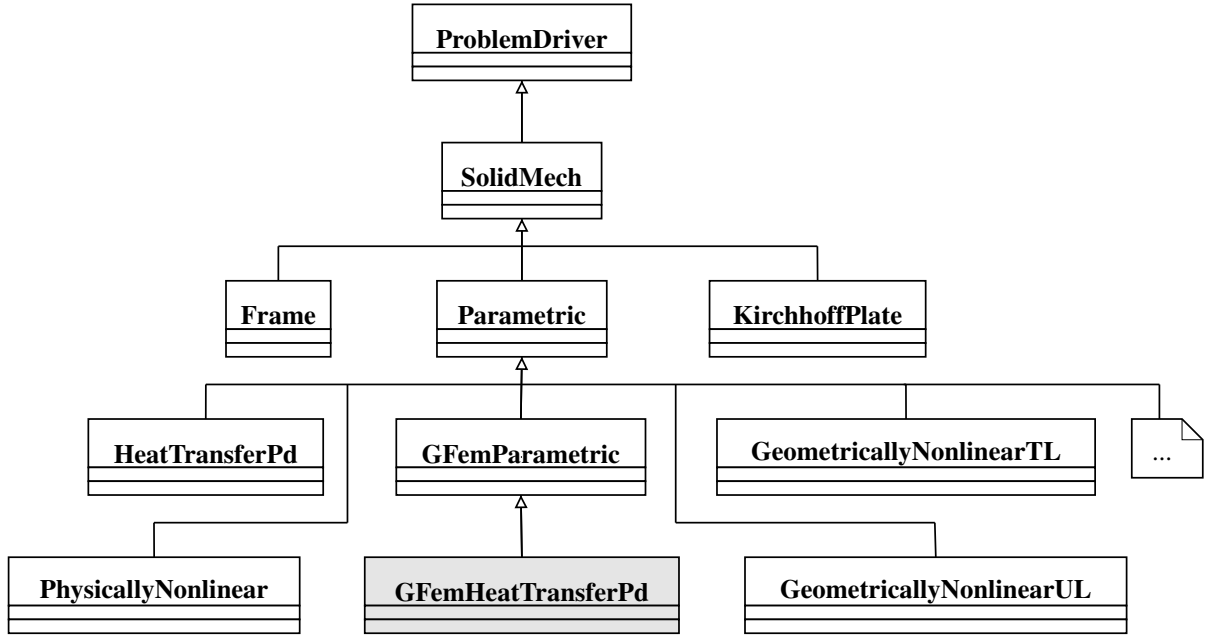 ProblemDriver
SolidMech
Frame
Parametric
KirchhoffPlate
HeatTransferPd
GFemParametric
GeometricallyNonlinearTL
...
PhysicallyNonlinear
GFemHeatTransferPd
GeometricallyNonlinearUL